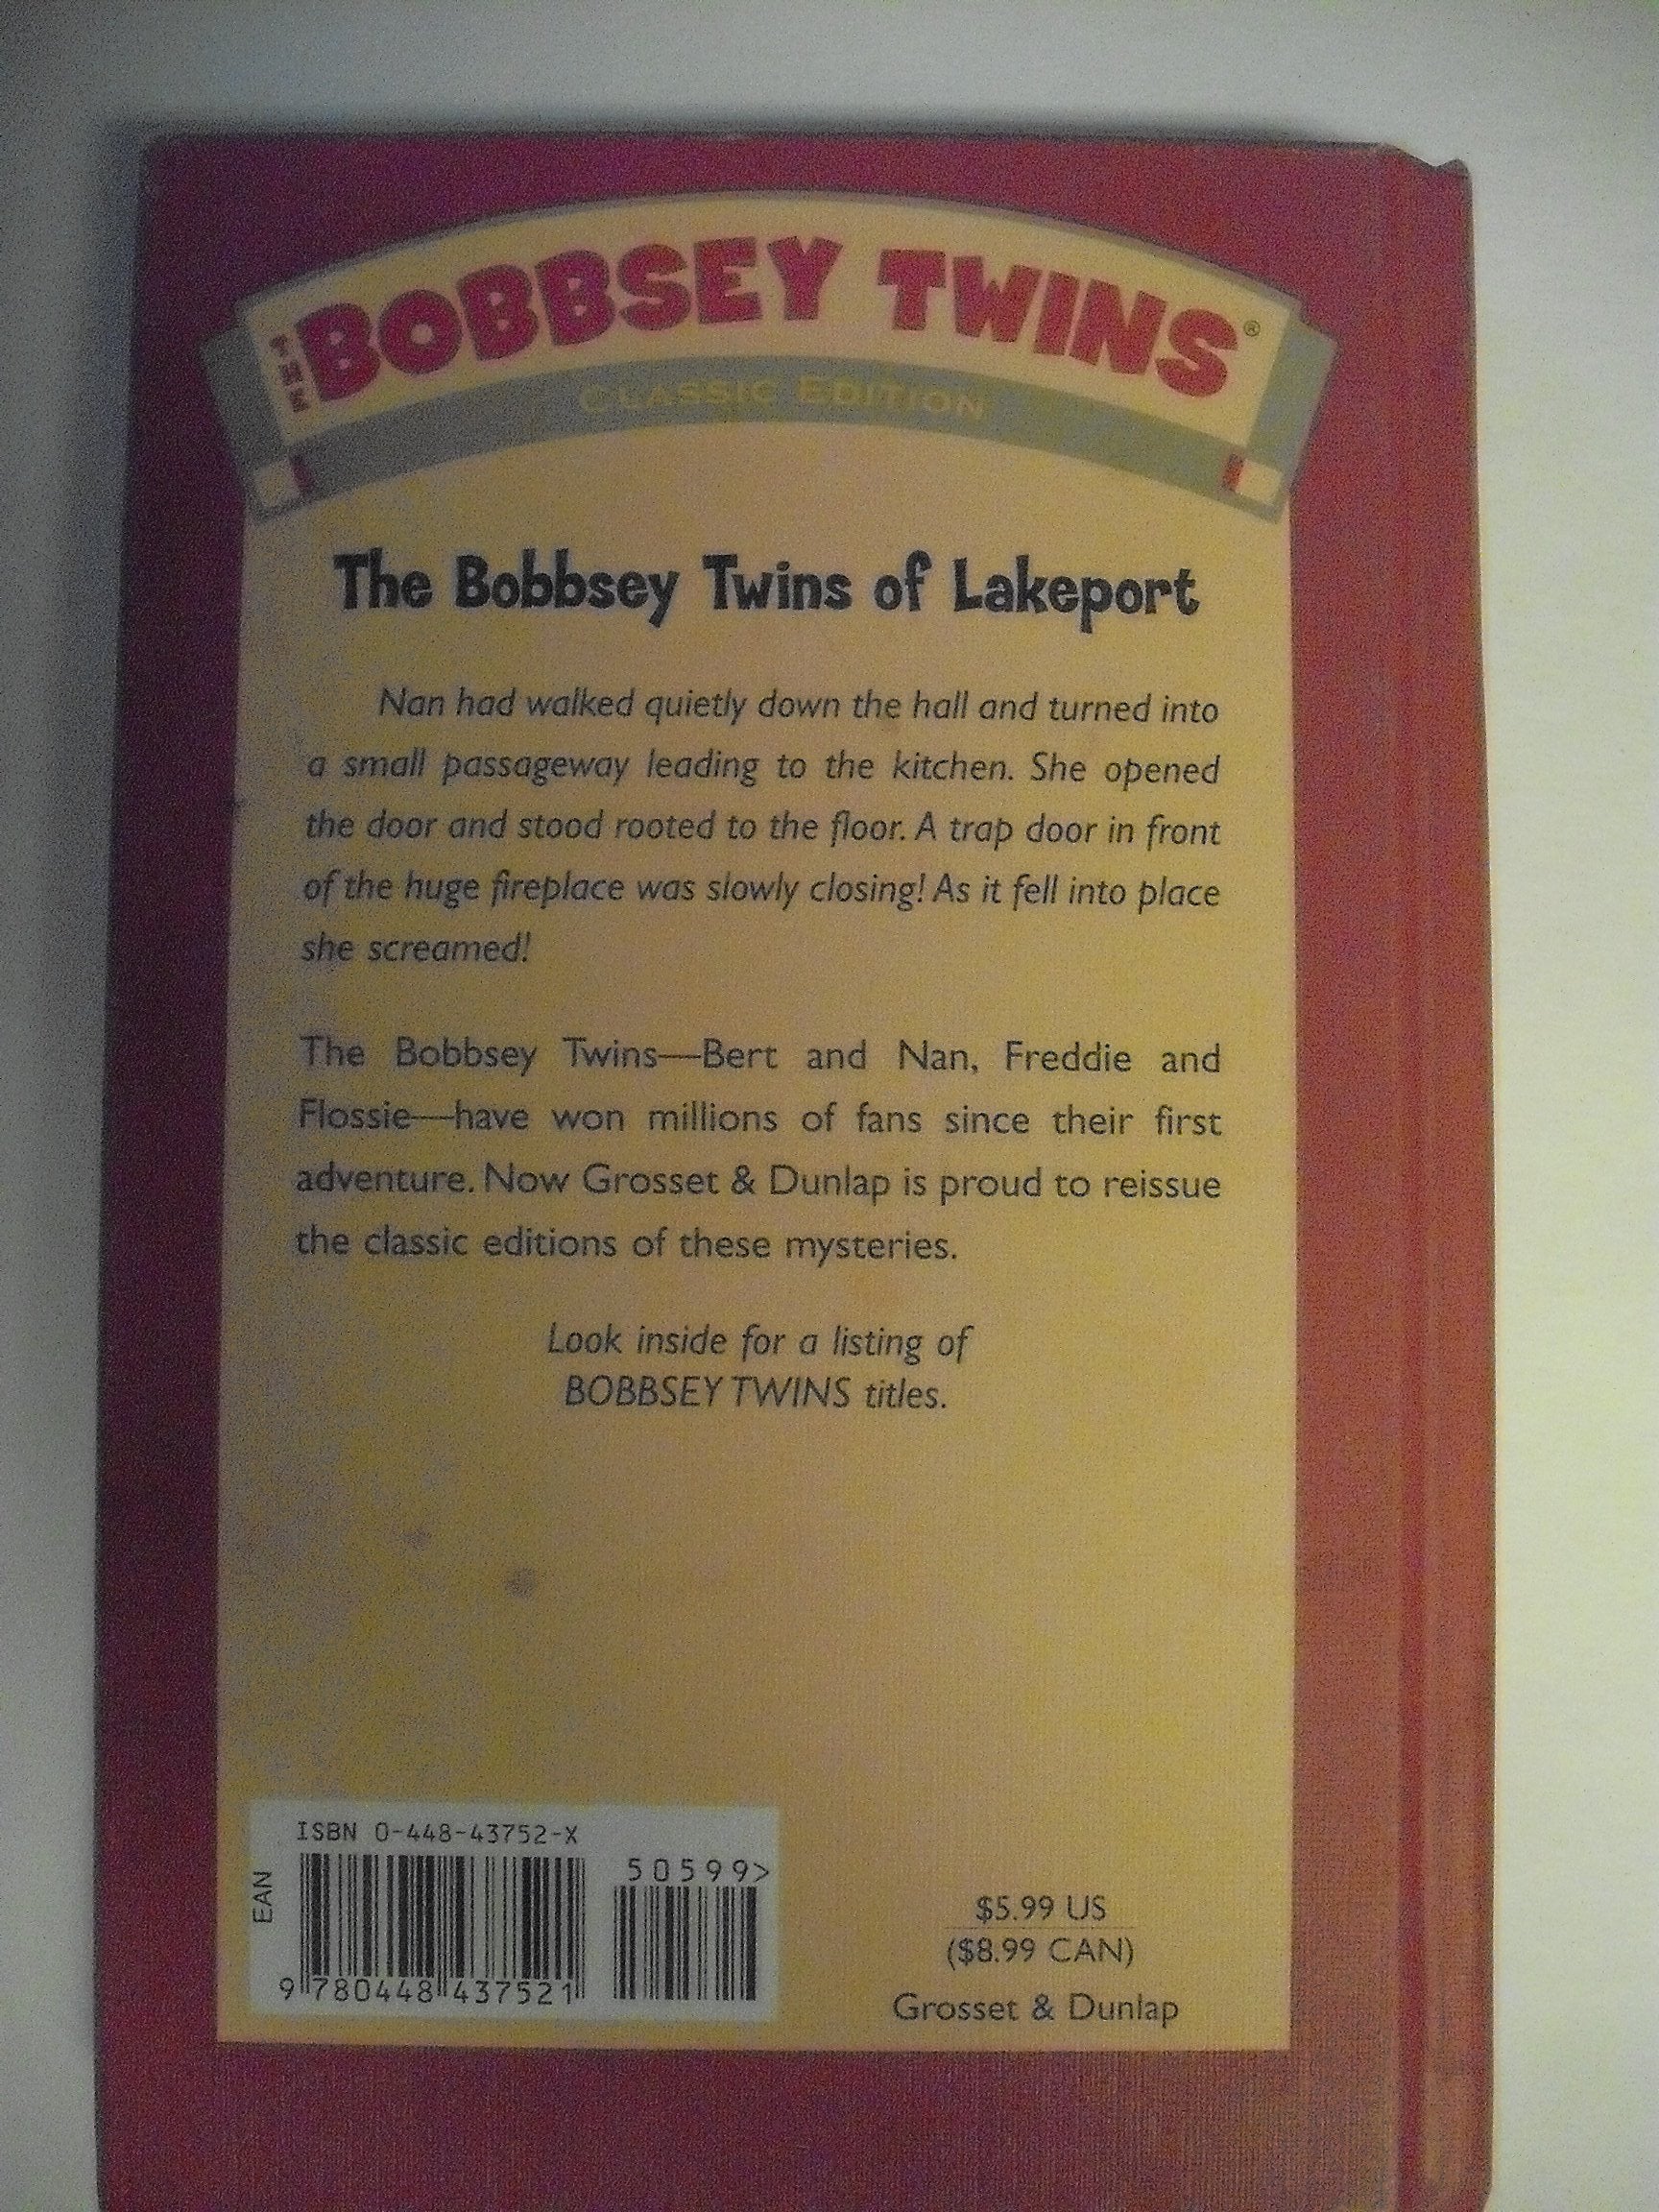 THE BOBBSEY TWINS®
CLASSIC EDITION
The Bobbsey Twins of Lakeport
Nan had walked quietly down the hall and turned into
a small passageway leading to the kitchen. She opened
the door and stood rooted to the floor. A trap door in front
of the huge fireplace was slowly closing! As it fell into place
she screamed!
The Bobbsey Twins—Bert and Nan, Freddie and
Flossie—have won millions of fans since their first
adventure. Now Grosset & Dunlap is proud to reissue
the classic editions of these mysteries.
Look inside for a listing of
BOBBSEY TWINS titles.
ISBN 0-448-43752-X
50599>
EAN
9 780448 437521
$5.99 US
($8.99 CAN)
Grosset & Dunlap